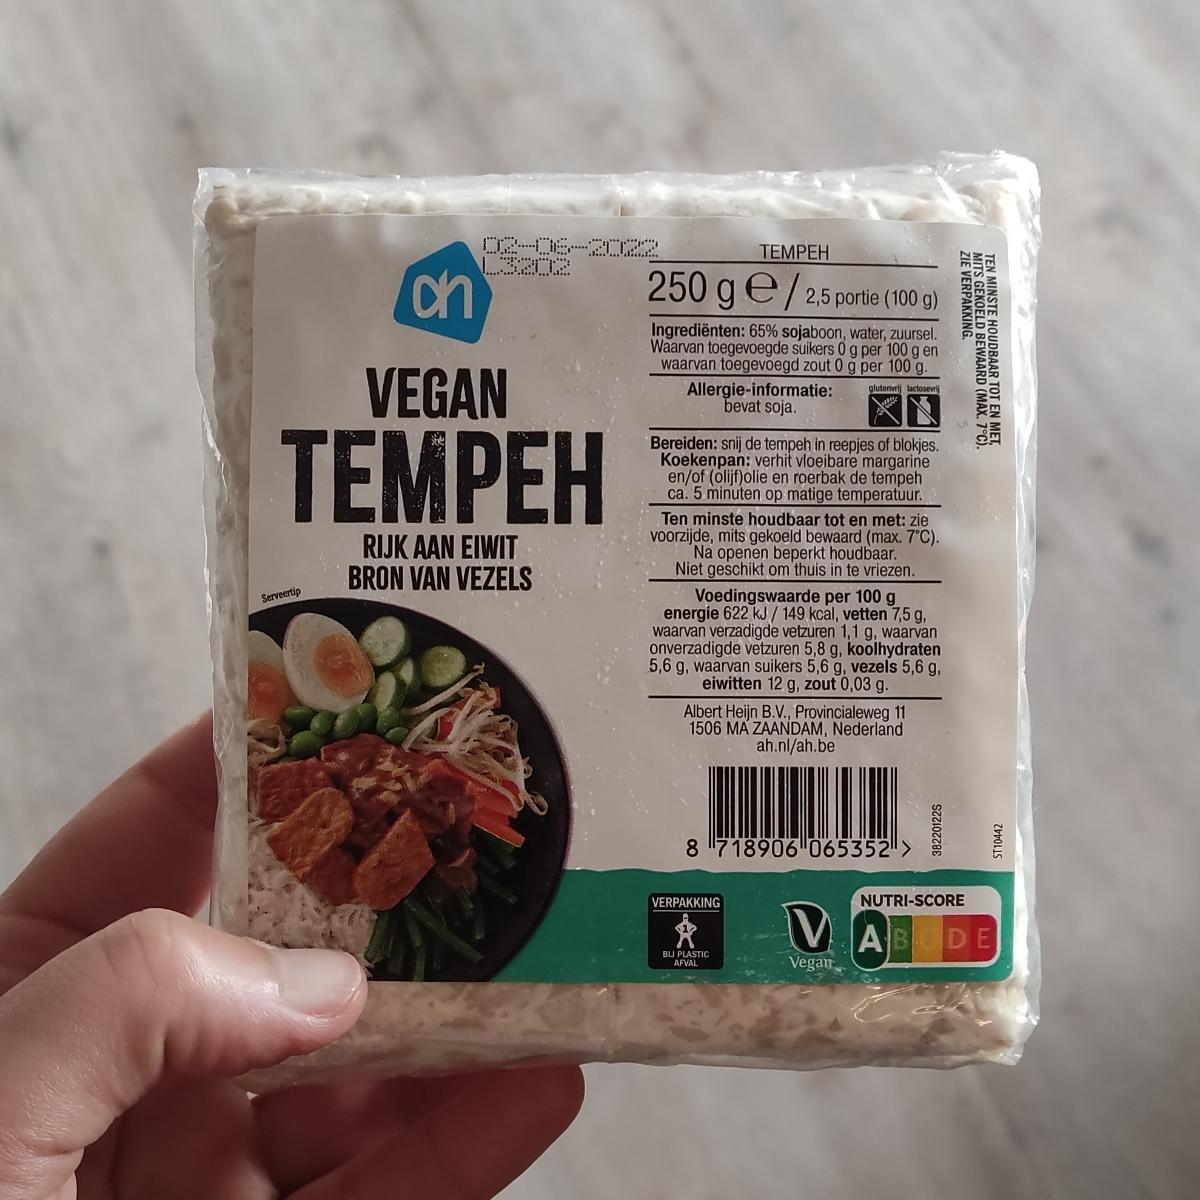 ah
02-06-2022
L3202
VEGAN
TEMPEH
RIJK AAN EIWIT
BRON VAN VEZELS
Serveertip
TEMPEH
250 g e / 2,5 portie (100 g)
Ingrediënten: 65% sojaboon, water, zuursel.
Waarvan toegevoegde suikers 0 g per 100 g en
waarvan toegevoegd zout 0 g per 100 g.
Allergie-informatie:
bevat soja.
glutenvrij lactosevrij
Bereiden: snij de tempeh in reepjes of blokjes.
Koekenpan: verhit vloeibare margarine
en/of (olijf)olie en roerbak de tempeh
ca. 5 minuten op matige temperatuur.
Ten minste houdbaar tot en met: zie
voorzijde, mits gekoeld bewaard (max. 7°C).
Na openen beperkt houdbaar.
Niet geschikt om thuis in te vriezen.
Voedingswaarde per 100 g
energie 622 kJ / 149 kcal, vetten 7,5 g,
waarvan verzadigde vetzuren 1,1 g, waarvan
onverzadigde vetzuren 5,8 g, koolhydraten
5,6 g, waarvan suikers 5,6 g, vezels 5,6 g,
eiwitten 12 g, zout 0,03 g.
Albert Heijn B.V., Provincialeweg 11
1506 MA ZAANDAM, Nederland
ah.nl/ah.be
8 718906 065352 >
TEN MINSTE HOUDBAAR TOT EN MET,
MITS GEKOELD BEWAARD (MAX. 7°C).
ZIE VERPAKKING.
38220122S
ST10442
VERPAKKING
1
BIJ PLASTIC
AFVAL
V
Vegan
NUTRI-SCORE
A B C D E